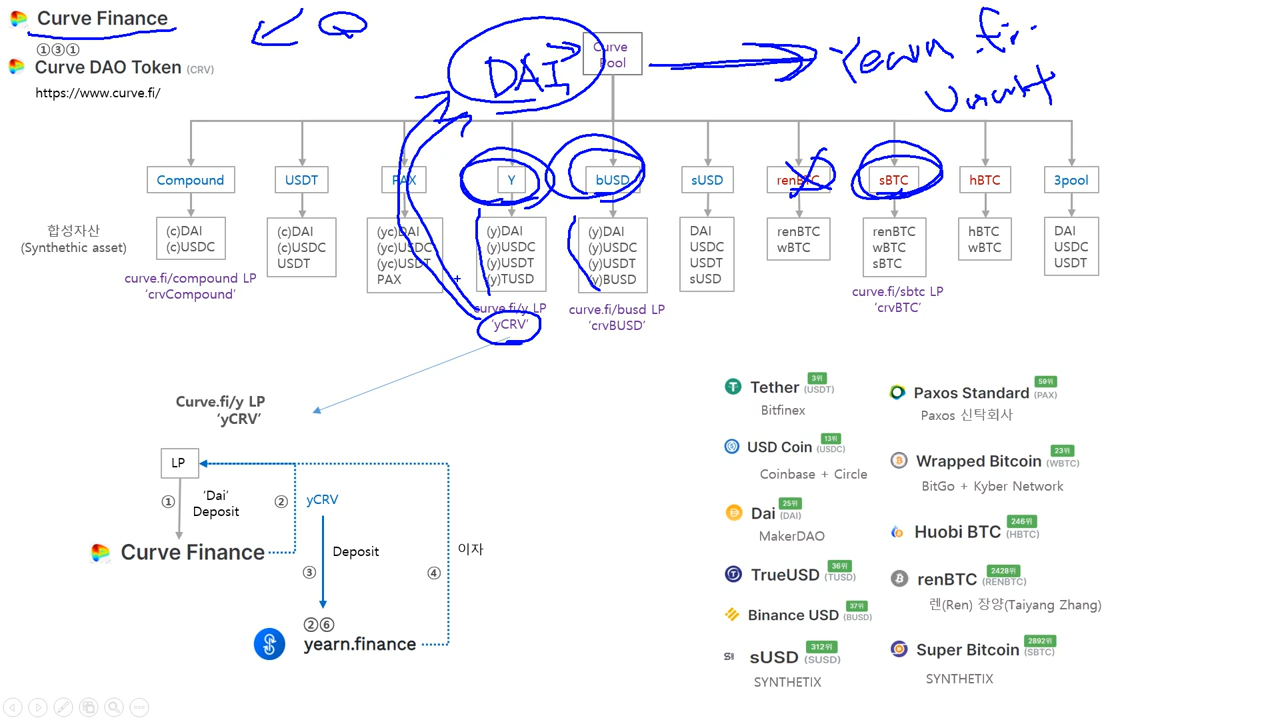 Curve Finance
①③①
Curve DAO Token (CRV)
https://www.curve.fi/
DAI
Curve
Pool
Yearn fi.
Compound
USDT
PAX
Y
bUSD
sUSD
renBTC
sBTC
hBTC
3pool
합성자산
(Synthethic asset)
(c)DAI
(c)USDC
(c)DAI
(c)USDC
USDT
(yc)DAI
(yc)USDC
(yc)USDT
PAX
(y)DAI
(y)USDC
(y)USDT
(y)TUSD
(y)DAI
(y)USDC
(y)USDT
(y)BUSD
DAI
USDC
USDT
sUSD
renBTC
wBTC
renBTC
wBTC
sBTC
hBTC
wBTC
DAI
USDC
USDT
curve.fi/compound LP
'crvCompound'
curve.fi/y LP
'yCRV'
curve.fi/busd LP
'crvBUSD'
curve.fi/sbtc LP
'crvBTC'
Curve.fi/y LP
'yCRV'
LP
①
'Dai'
Deposit
②
yCRV
Curve Finance
Deposit
③
④
이자
②⑥
yearn.finance
Tether 3위 (USDT)
Bitfinex
USD Coin 13위 (USDC)
Coinbase + Circle
Dai 25위 (DAI)
MakerDAO
TrueUSD 36위 (TUSD)
Binance USD 37위 (BUSD)
sUSD 312위 (SUSD)
SYNTHETIX
Paxos Standard 59위 (PAX)
Paxos 신탁회사
Wrapped Bitcoin 23위 (WBTC)
BitGo + Kyber Network
Huobi BTC 246위 (HBTC)
renBTC 2428위 (RENBTC)
렌(Ren) 장양(Taiyang Zhang)
Super Bitcoin 2892위 (SBTC)
SYNTHETIX